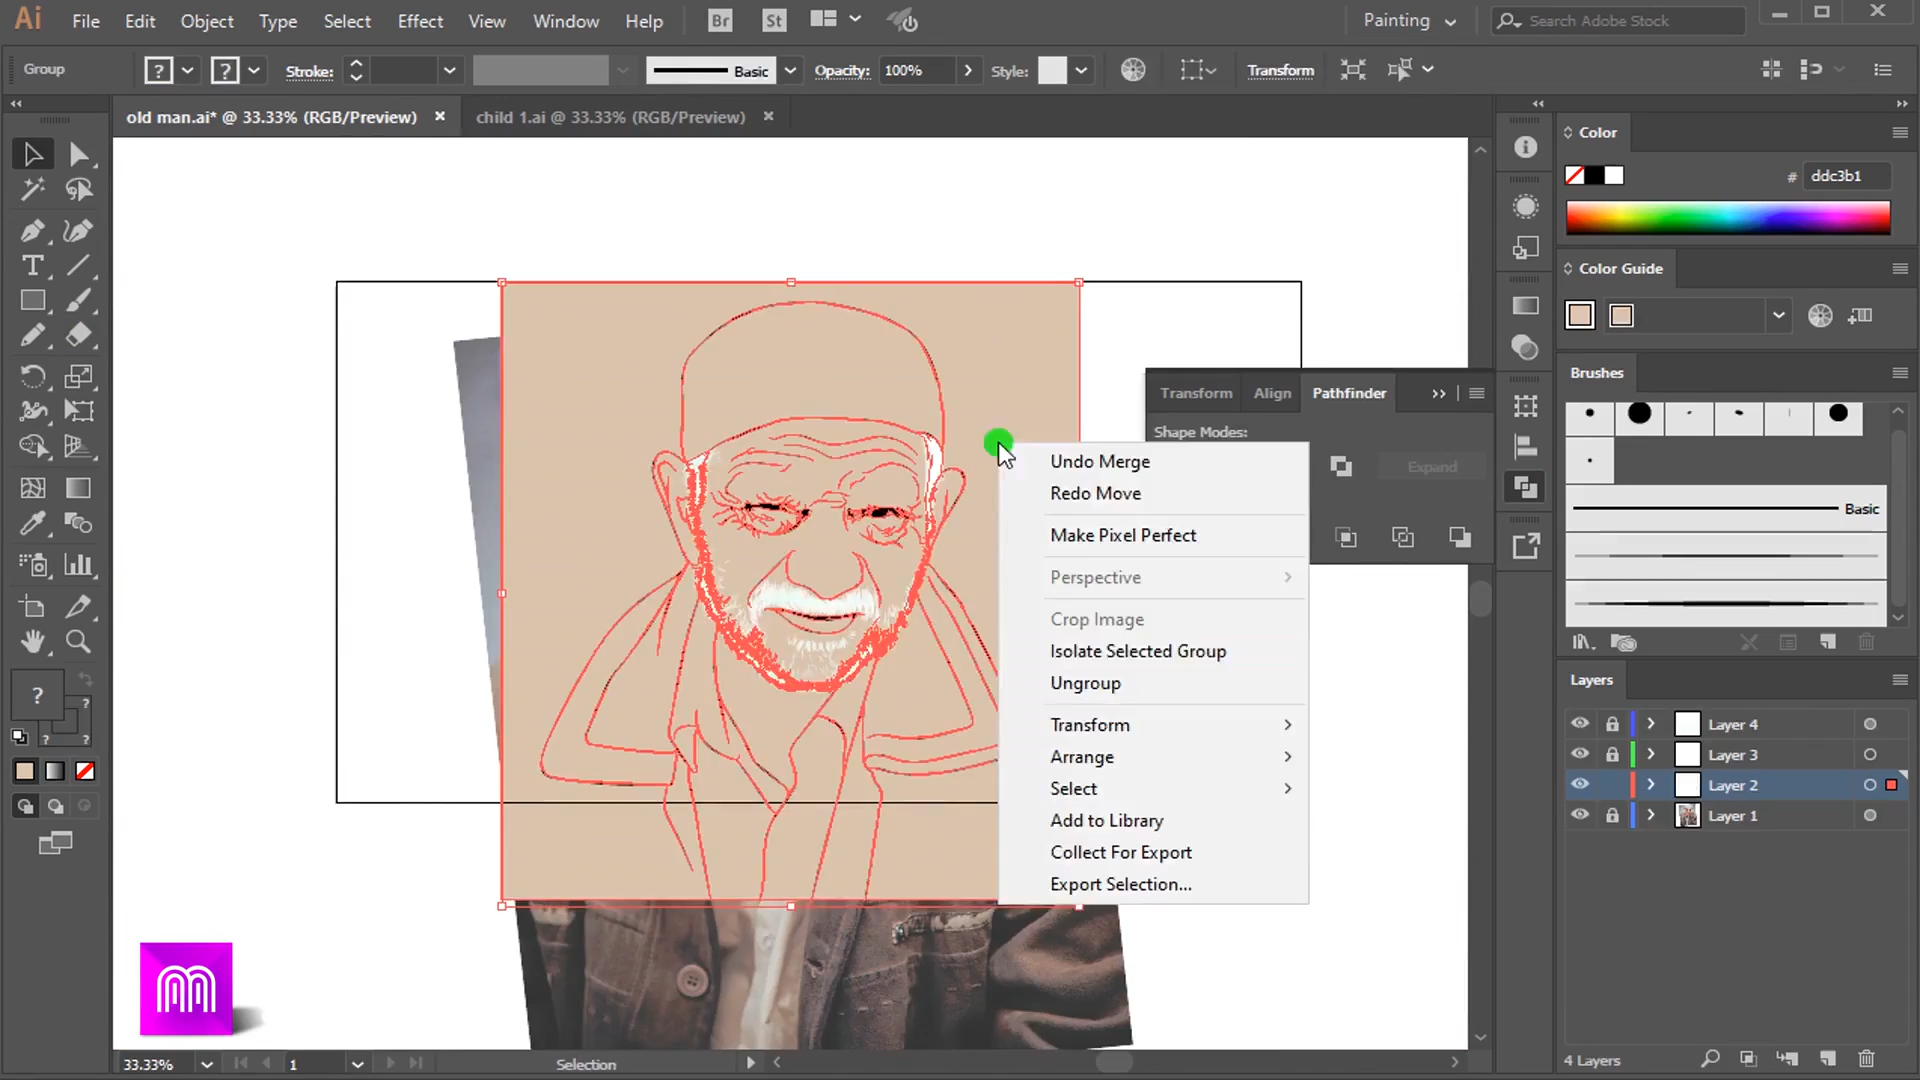 Ai File Edit Object Type Select Effect View Window Help Br St Painting Search Adobe Stock
Group ? ? Stroke: Basic Opacity: 100% Style: Transform
old man.ai* @ 33.33% (RGB/Preview) × child 1.ai @ 33.33% (RGB/Preview) ×
Color
# ddc3b1
Color Guide
Brushes
Basic
Transform Align Pathfinder
Shape Modes:
Expand
Undo Merge
Redo Move
Make Pixel Perfect
Perspective
Crop Image
Isolate Selected Group
Ungroup
Transform
Arrange
Select
Add to Library
Collect For Export
Export Selection...
?
?
?
?
Layers
Layer 4
Layer 3
Layer 2
Layer 1
4 Layers
33.33% 1 Selection